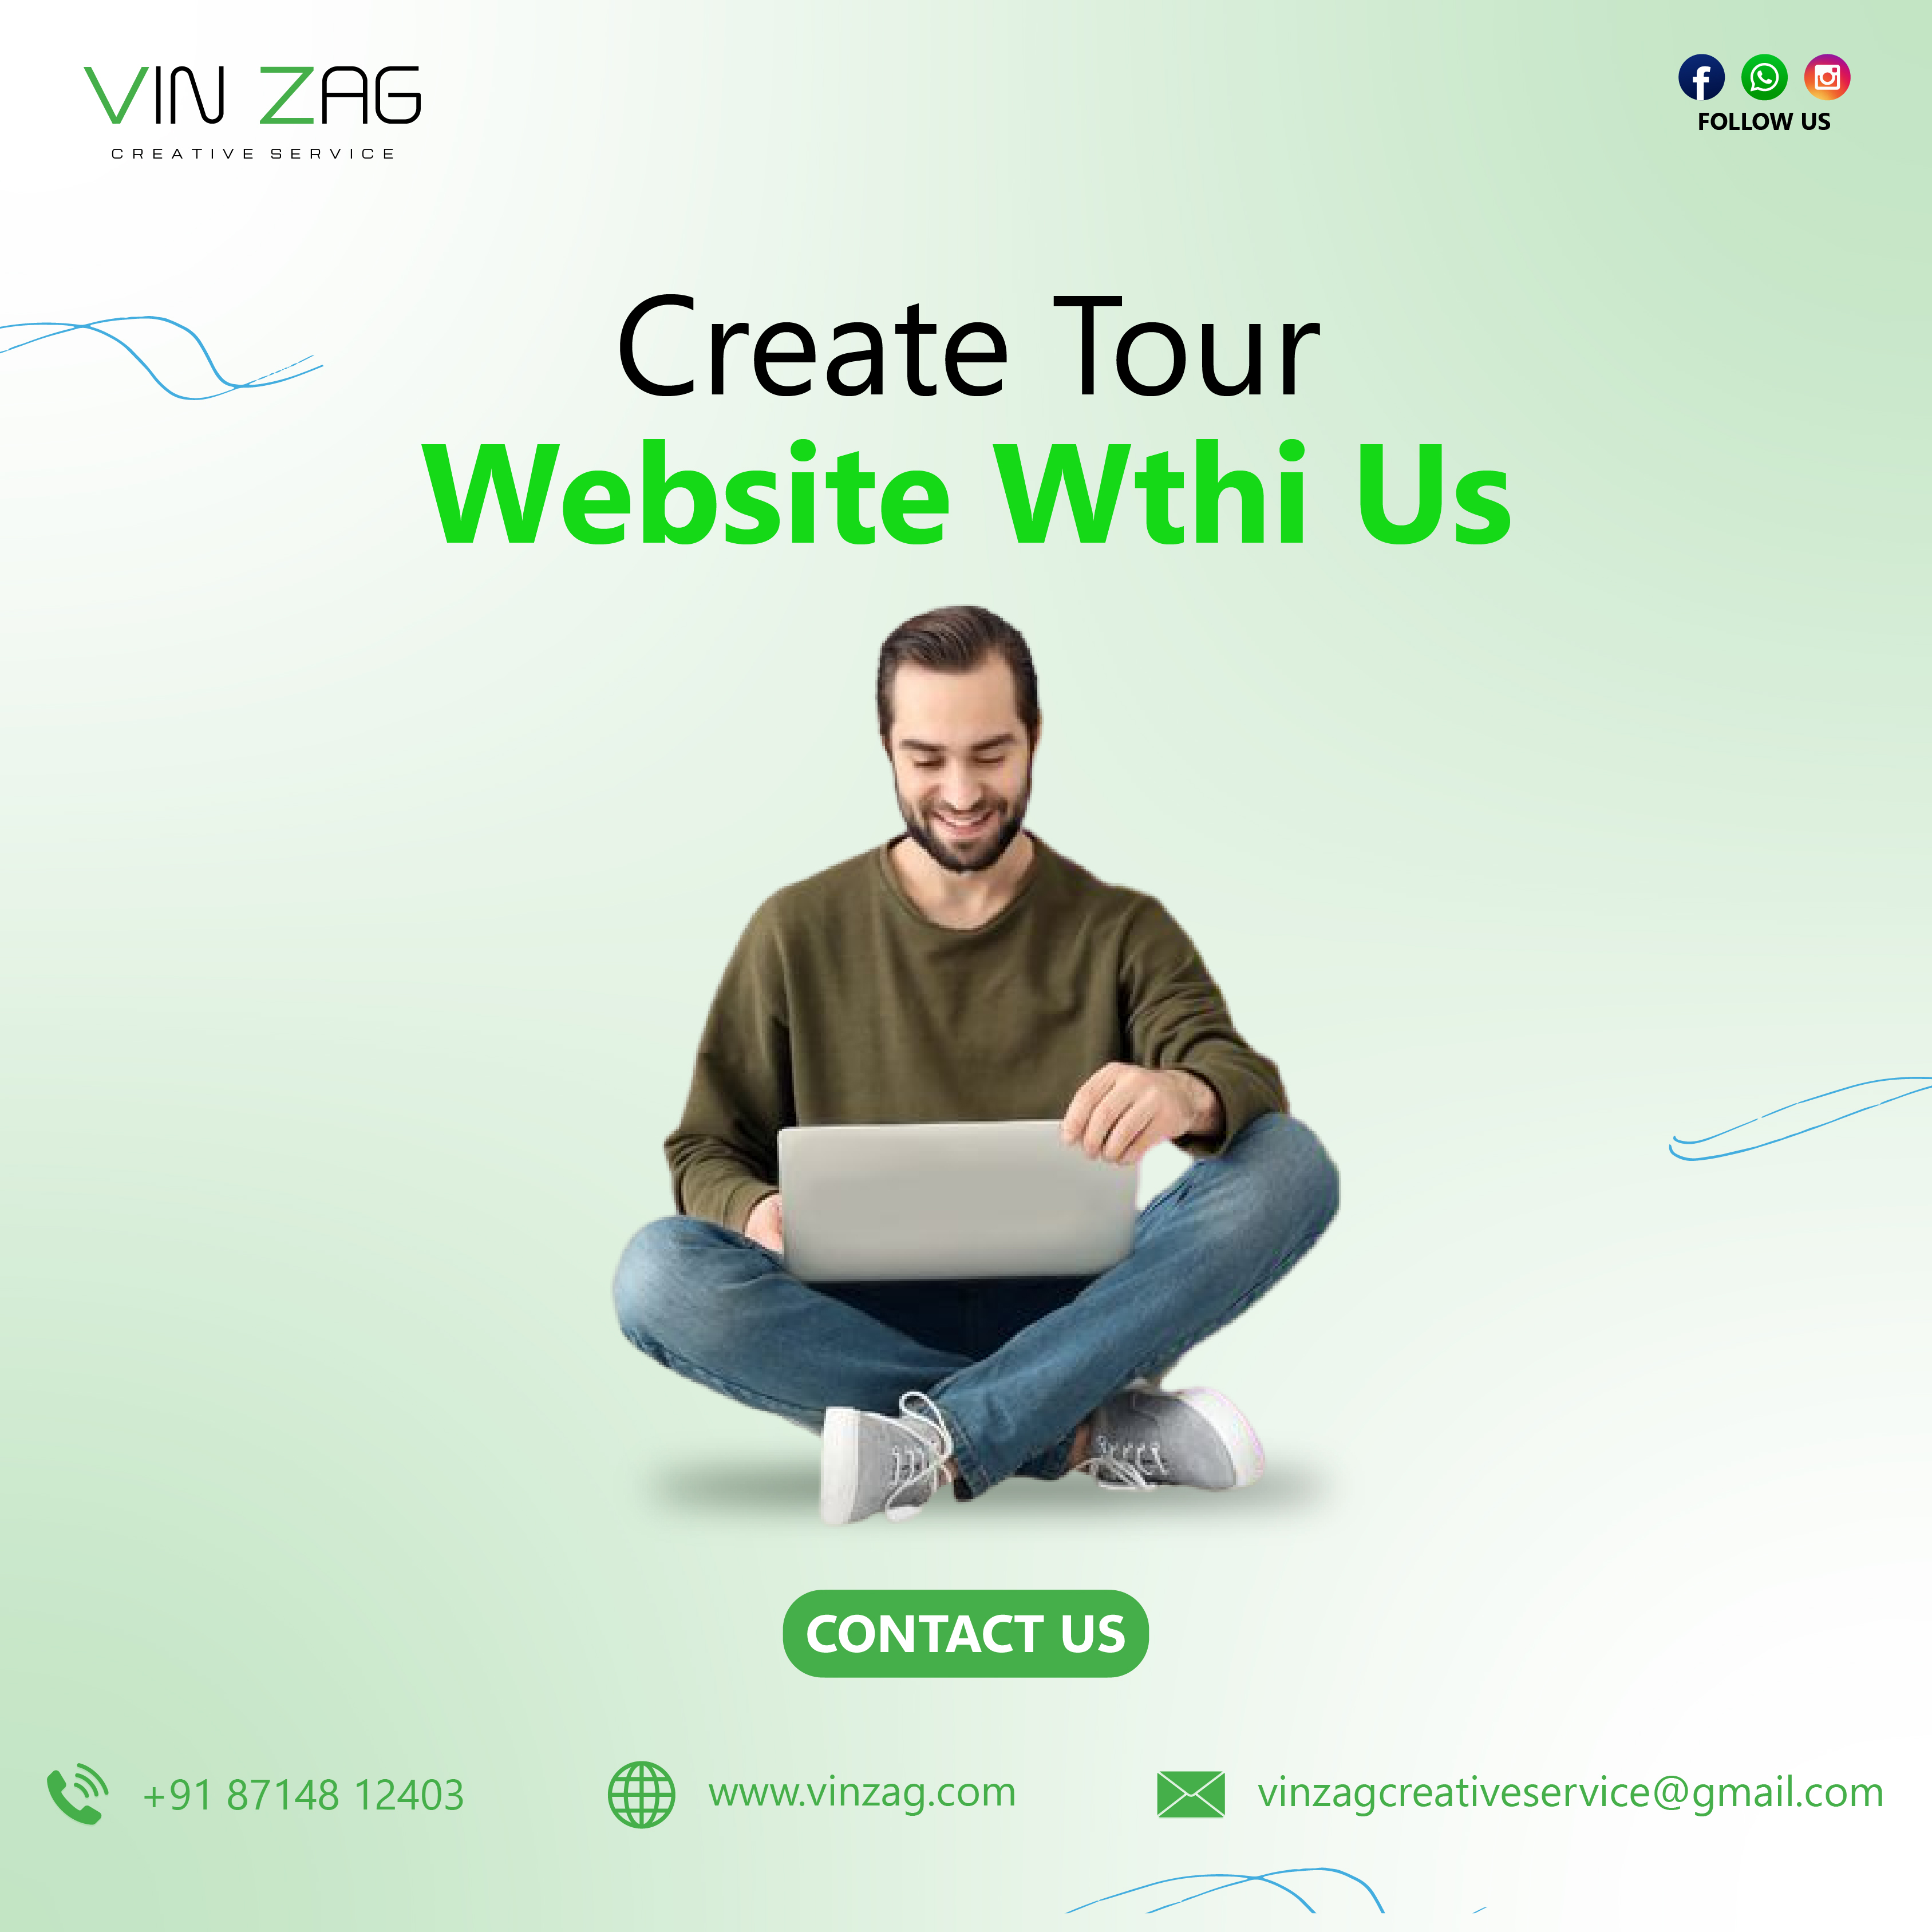 VIN ZAG
CREATIVE SERVICE
FOLLOW US
Create Tour
Website Wthi Us
CONTACT US
+91 87148 12403
www.vinzag.com
vinzagcreativeservice@gmail.com